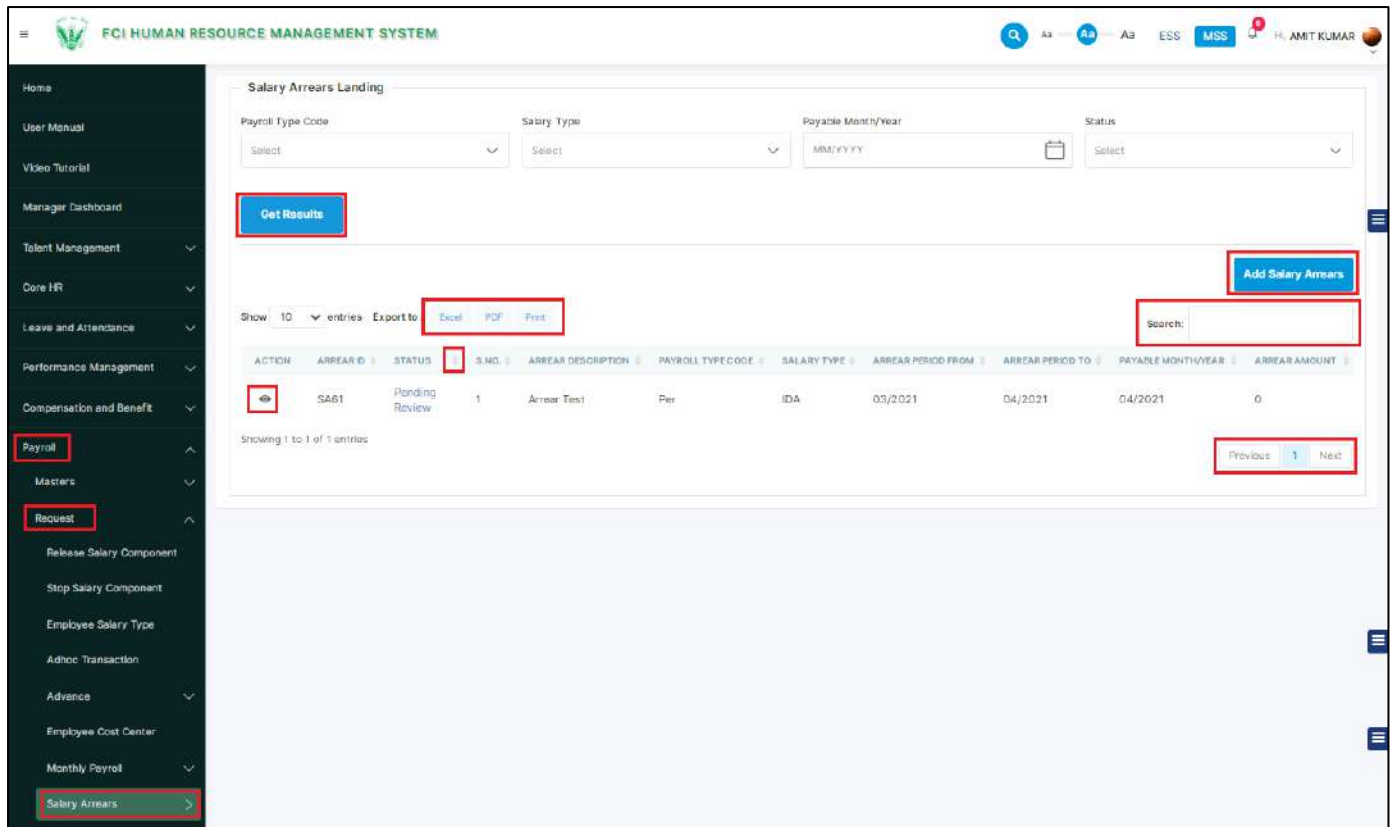 FCI HUMAN RESOURCE MANAGEMENT SYSTEM
Aa Aa Aa ESS MSS 0 Hi, AMIT KUMAR
Home
User Manual
Video Tutorial
Manager Dashboard
Talent Management
Core HR
Leave and Attendance
Performance Management
Compensation and Benefit
Payroll
Masters
Request
Release Salary Component
Stop Salary Component
Employee Salary Type
Adhoc Transaction
Advance
Employee Cost Center
Monthly Payroll
Salary Arrears
Salary Arrears Landing
Payroll Type Code Salary Type Payable Month/Year Status
Select Select MM/YYYY Select
Get Results
Add Salary Arrears
Show 10 entries Export to Excel PDF Print Search:
ACTION ARREAR ID STATUS S.NO. ARREAR DESCRIPTION PAYROLL TYPE CODE SALARY TYPE ARREAR PERIOD FROM ARREAR PERIOD TO PAYABLE MONTH/YEAR ARREAR AMOUNT
SA61 Pending Review 1 Arrear Test Per IDA 03/2021 04/2021 04/2021 0
Showing 1 to 1 of 1 entries
Previous 1 Next